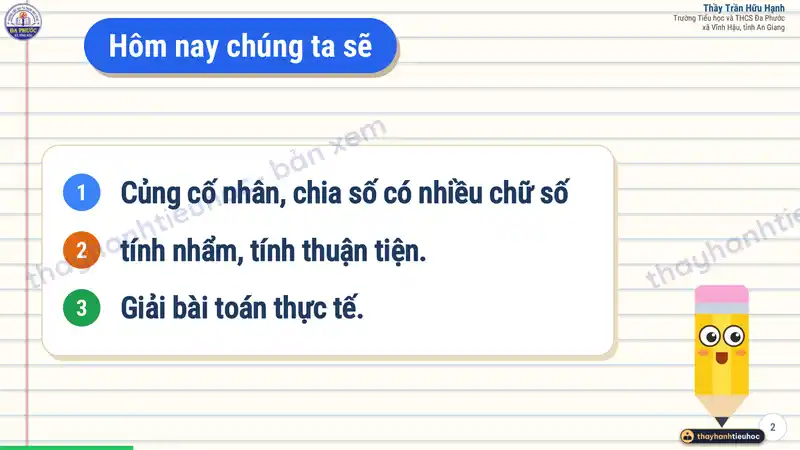 Thầy Trần Hữu Hạnh
Trường Tiểu học và THCS Đa Phước
xã Vĩnh Hậu, tỉnh An Giang
ĐA PHƯỚC
Hôm nay chúng ta sẽ
1 Củng cố nhân, chia số có nhiều chữ số
2 tính nhẩm, tính thuận tiện.
3 Giải bài toán thực tế.
thayhanhtieuhoc
2